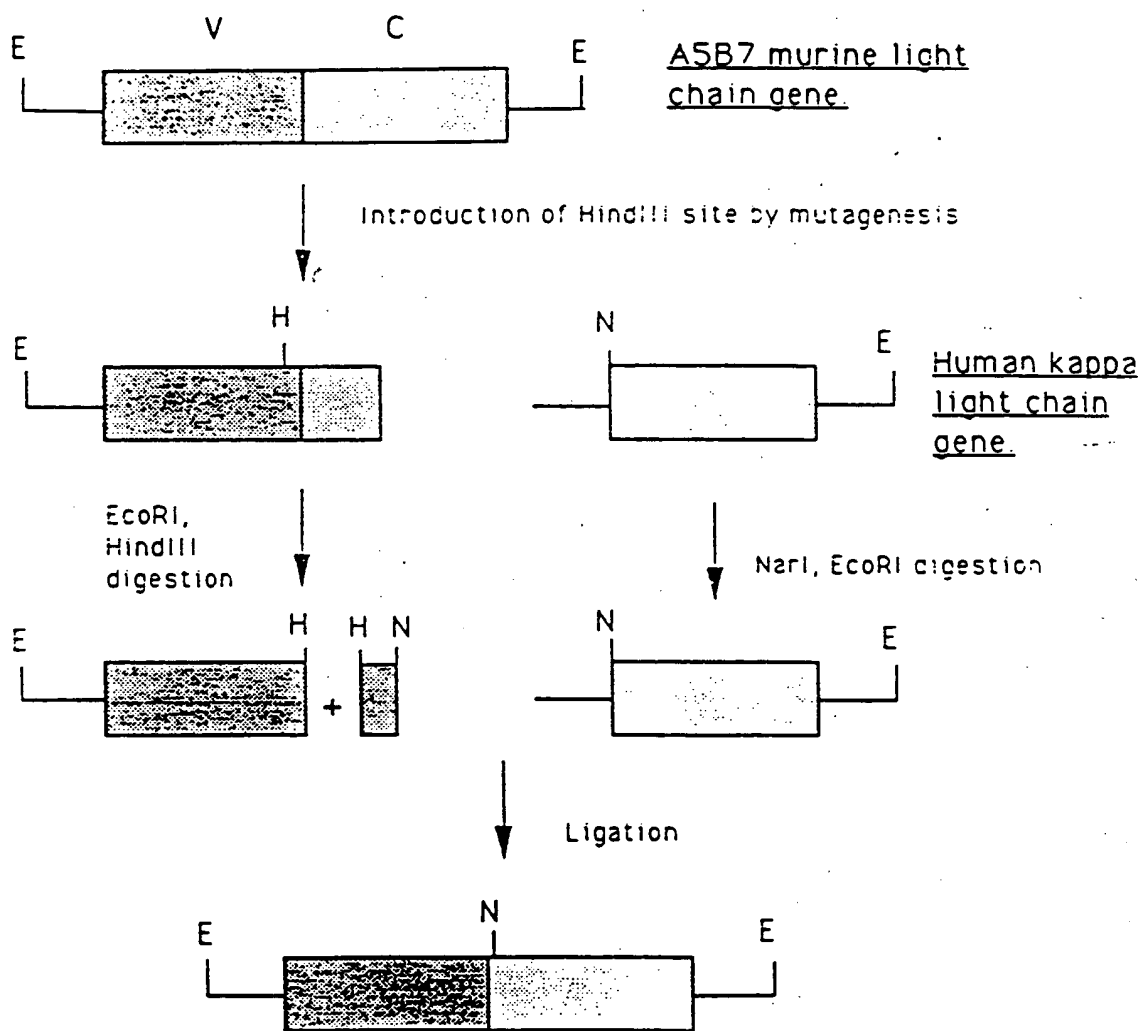 V C
E E
A5B7 murine light
chain gene.
Introduction of HindIII site by mutagenesis
H
E
N
E
Human kappa
light chain
gene.
EcoRI,
HindIII
digestion
NarI, EcoRI digestion
E
H
H N
+
N
E
Ligation
E
N
E